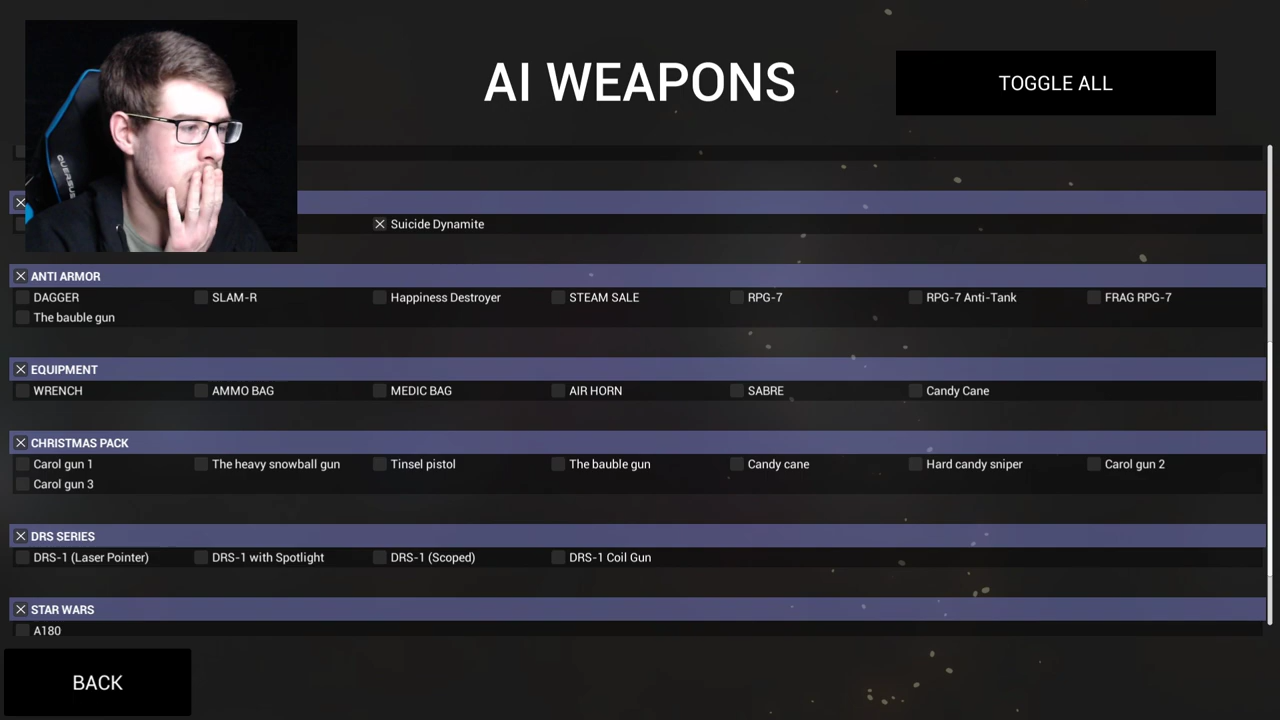 AI WEAPONS
TOGGLE ALL
Suicide Dynamite
ANTI ARMOR
DAGGER SLAM-R Happiness Destroyer STEAM SALE RPG-7 RPG-7 Anti-Tank FRAG RPG-7
The bauble gun
EQUIPMENT
WRENCH AMMO BAG MEDIC BAG AIR HORN SABRE Candy Cane
CHRISTMAS PACK
Carol gun 1 The heavy snowball gun Tinsel pistol The bauble gun Candy cane Hard candy sniper Carol gun 2
Carol gun 3
DRS SERIES
DRS-1 (Laser Pointer) DRS-1 with Spotlight DRS-1 (Scoped) DRS-1 Coil Gun
STAR WARS
A180
BACK